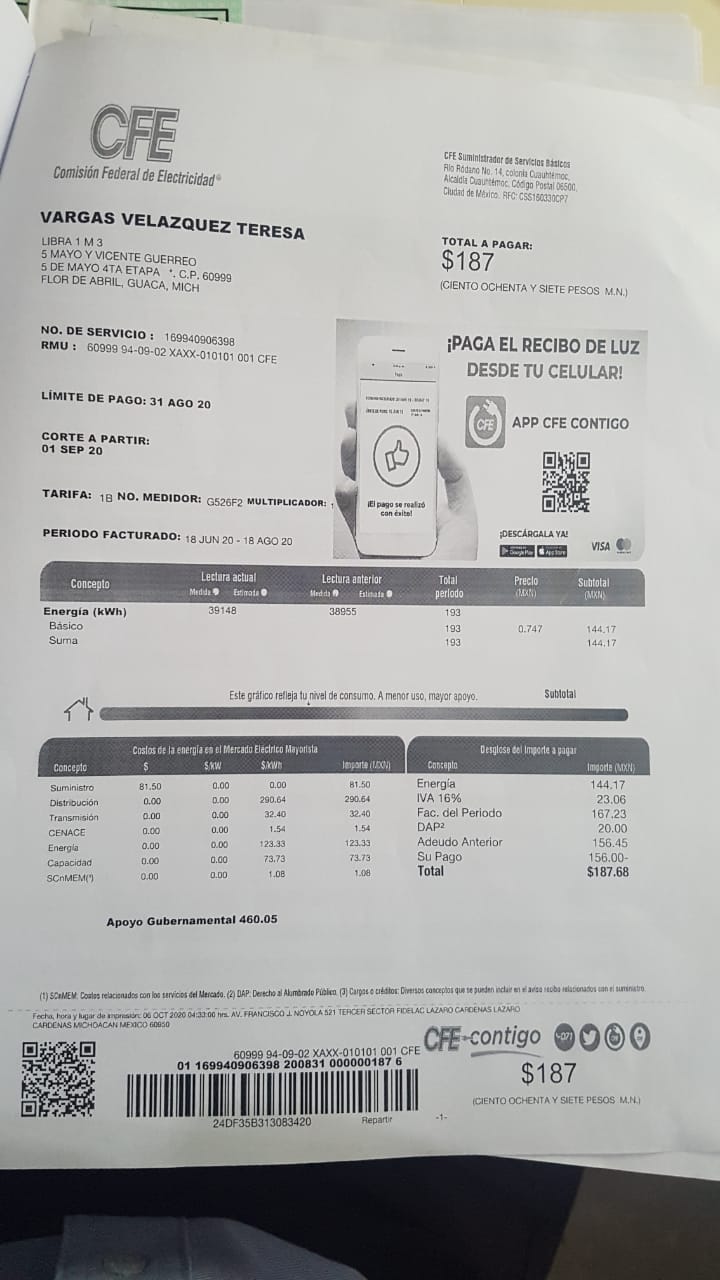 CFE
Comisión Federal de Electricidad®
CFE Suministrador de Servicios Básicos
Río Ródano No. 14, colonia Cuauhtémoc,
Alcaldía Cuauhtémoc, Código Postal 06500,
Ciudad de México. RFC: CSS160330CP7
VARGAS VELAZQUEZ TERESA
LIBRA 1 M 3
5 MAYO Y VICENTE GUERREO
5 DE MAYO 4TA ETAPA *. C.P. 60999
FLOR DE ABRIL, GUACA, MICH
TOTAL A PAGAR:
$187
(CIENTO OCHENTA Y SIETE PESOS M.N.)
NO. DE SERVICIO : 169940906398
RMU : 60999 94-09-02 XAXX-010101 001 CFE
LÍMITE DE PAGO: 31 AGO 20
CORTE A PARTIR:
01 SEP 20
TARIFA: 1B NO. MEDIDOR: G526F2 MULTIPLICADOR:
PERIODO FACTURADO: 18 JUN 20 - 18 AGO 20
¡PAGA EL RECIBO DE LUZ
DESDE TU CELULAR!
CFE
APP CFE CONTIGO
¡El pago se realizó
con éxito!
¡DESCÁRGALA YA!
Google Play App Store VISA
Concepto Lectura actual Lectura anterior Total periodo Precio (MXN) Subtotal (MXN)
Medida Estimada Medida Estimada
Energía (kWh) 39148 38955 193
Básico 193 0.747 144.17
Suma 193 144.17
Este gráfico refleja tu nivel de consumo. A menor uso, mayor apoyo. Subtotal
Costos de la energía en el Mercado Eléctrico Mayorista
Concepto $ $/kW $/kWh Importe (MXN)
Suministro 81.50 0.00 0.00 81.50
Distribución 0.00 0.00 290.64 290.64
Transmisión 0.00 0.00 32.40 32.40
CENACE 0.00 0.00 1.54 1.54
Energía 0.00 0.00 123.33 123.33
Capacidad 0.00 0.00 73.73 73.73
SCnMEM(¹) 0.00 0.00 1.08 1.08
Desglose del importe a pagar
Concepto Importe (MXN)
Energía 144.17
IVA 16% 23.06
Fac. del Periodo 167.23
DAP² 20.00
Adeudo Anterior 156.45
Su Pago 156.00-
Total $187.68
Apoyo Gubernamental 460.05
(1) SCnMEM: Costos relacionados con los servicios del Mercado. (2) DAP: Derecho al Alumbrado Público. (3) Cargos o créditos: Diversos conceptos que se pueden incluir en el aviso recibo relacionados con el suministro.
Fecha, hora y lugar de impresión: 06 OCT 2020 04:33:00 hrs. AV. FRANCISCO J. NOYOLA 521 TERCER SECTOR FIDELAC LAZARO CARDENAS LAZARO
CARDENAS MICHOACAN MEXICO 60950
60999 94-09-02 XAXX-010101 001 CFE
01 169940906398 200831 000000187 6
24DF35B313083420 Repartir -1-
CFE contigo 071
$187
(CIENTO OCHENTA Y SIETE PESOS M.N.)